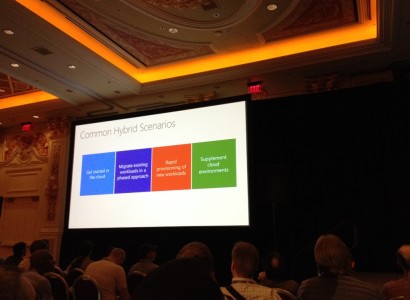 Common Hybrid Scenarios
Get started in
the cloud
Migrate existing
workloads in a
phased approach
Rapid
provisioning of
new workloads
Supplement
cloud
environments